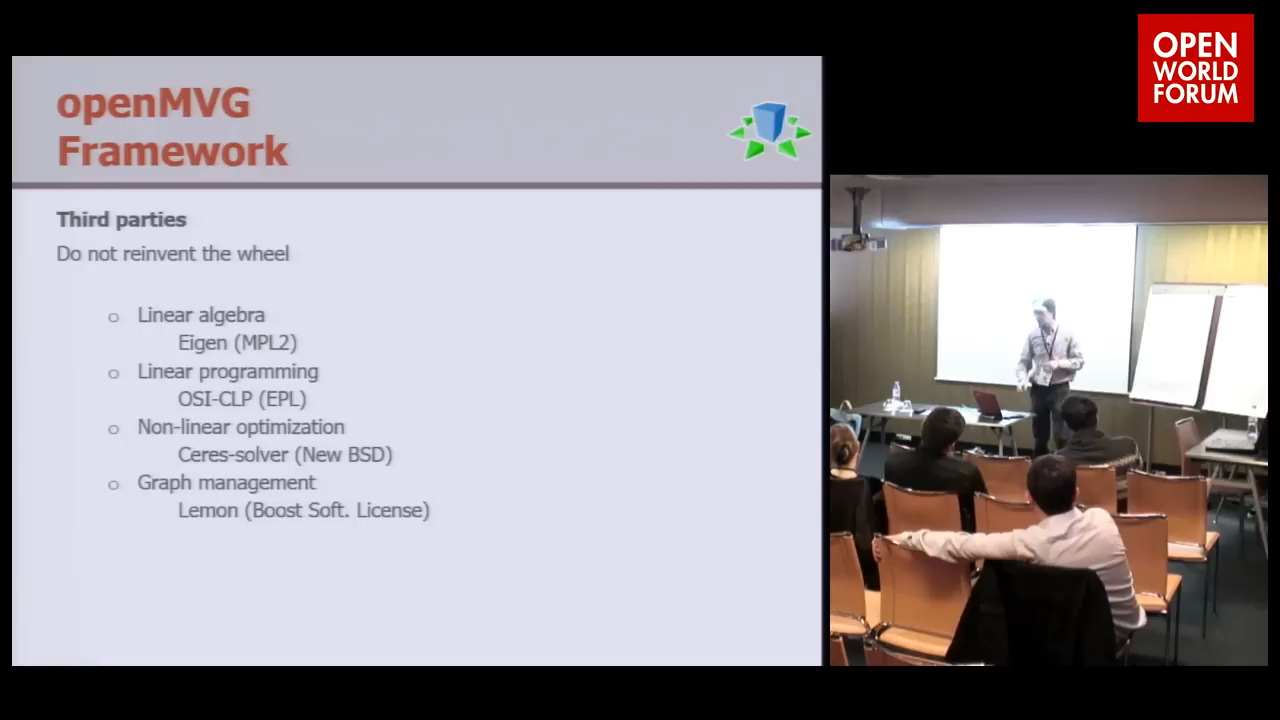 openMVG
Framework
Third parties
Do not reinvent the wheel
o Linear algebra
Eigen (MPL2)
o Linear programming
OSI-CLP (EPL)
o Non-linear optimization
Ceres-solver (New BSD)
o Graph management
Lemon (Boost Soft. License)
OPEN
WORLD
FORUM